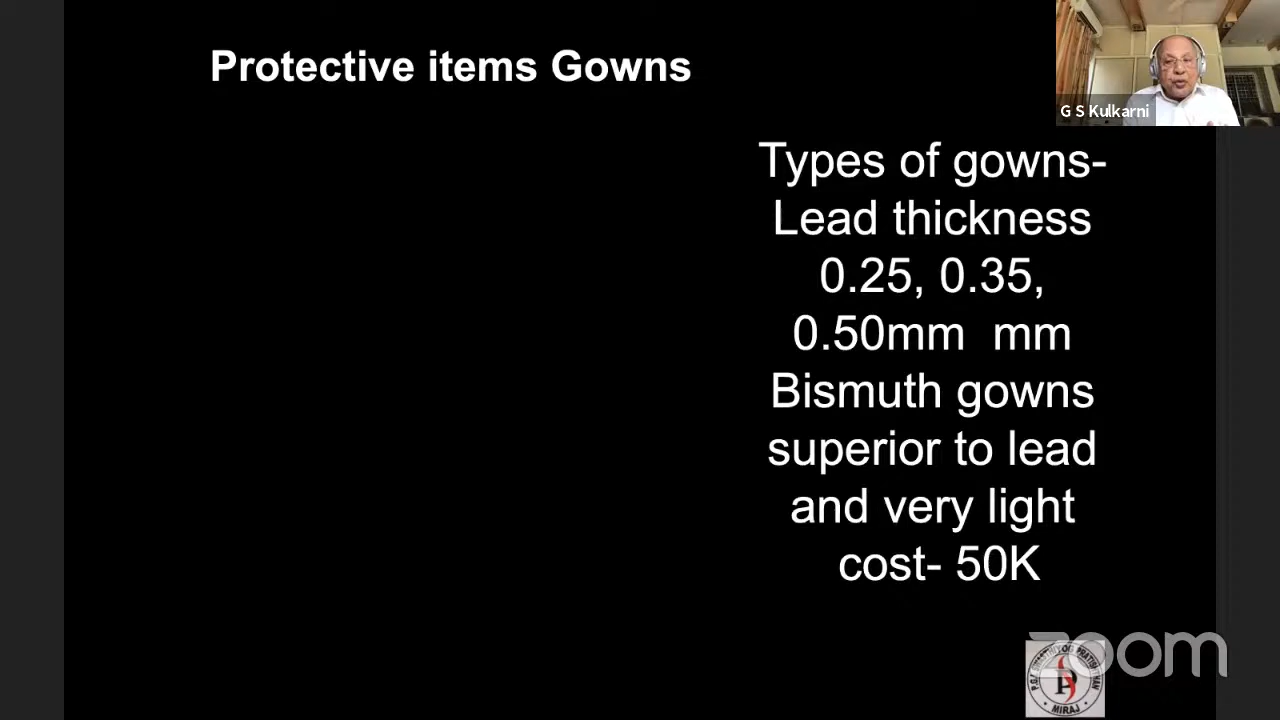 Protective items Gowns
G S Kulkarni
Types of gowns-
Lead thickness
0.25, 0.35,
0.50mm  mm
Bismuth gowns
superior to lead
and very light
cost- 50K
zoom
MIRAJ